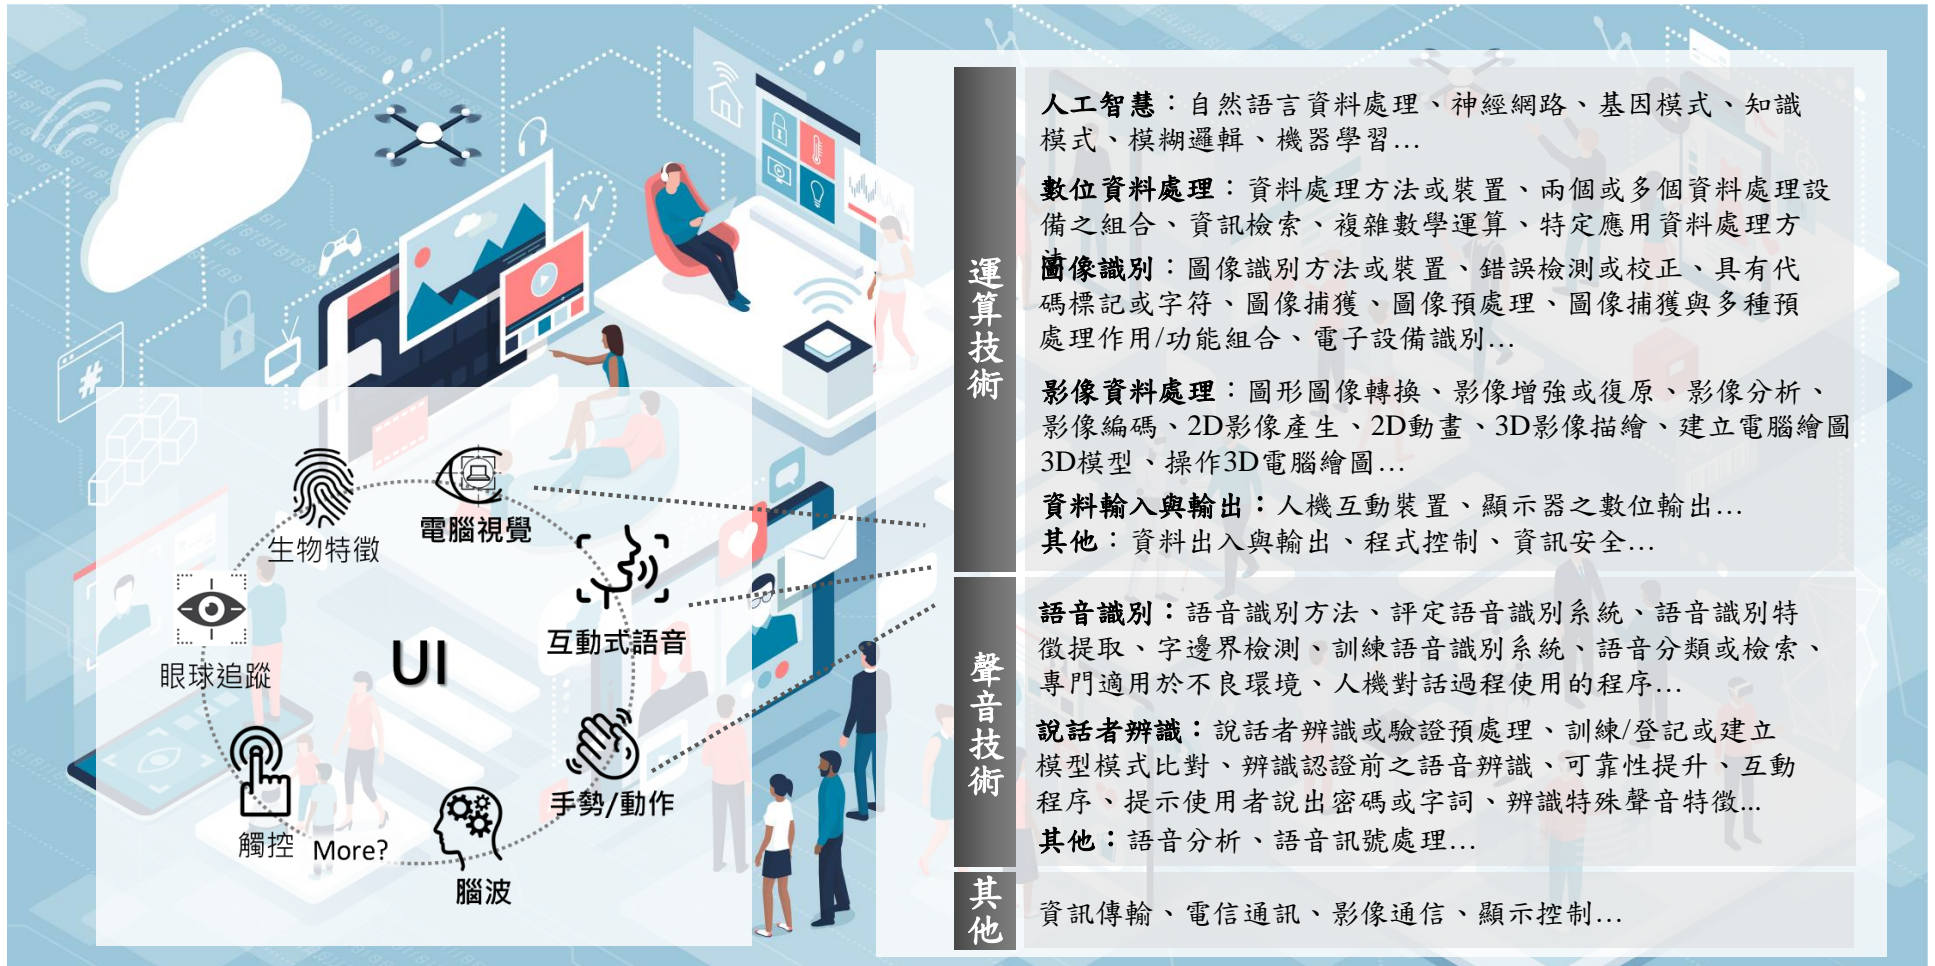 生物特徵
電腦視覺
互動式語音
眼球追蹤
UI
手勢/動作
觸控
More?
腦波
#
運算技術
人工智慧：自然語言資料處理、神經網路、基因模式、知識
模式、模糊邏輯、機器學習…
數位資料處理：資料處理方法或裝置、兩個或多個資料處理設
備之組合、資訊檢索、複雜數學運算、特定應用資料處理方
圖像識別：圖像識別方法或裝置、錯誤檢測或校正、具有代
碼標記或字符、圖像捕獲、圖像預處理、圖像捕獲與多種預
處理作用/功能組合、電子設備識別…
影像資料處理：圖形圖像轉換、影像增強或復原、影像分析、
影像編碼、2D影像產生、2D動畫、3D影像描繪、建立電腦繪圖
3D模型、操作3D電腦繪圖…
資料輸入與輸出：人機互動裝置、顯示器之數位輸出…
其他：資料出入與輸出、程式控制、資訊安全…
聲音技術
語音識別：語音識別方法、評定語音識別系統、語音識別特
徵提取、字邊界檢測、訓練語音識別系統、語音分類或檢索、
專門適用於不良環境、人機對話過程使用的程序…
說話者辨識：說話者辨識或驗證預處理、訓練/登記或建立
模型模式比對、辨識認證前之語音辨識、可靠性提升、互動
程序、提示使用者說出密碼或字詞、辨識特殊聲音特徵...
其他：語音分析、語音訊號處理…
其他
資訊傳輸、電信通訊、影像通信、顯示控制…